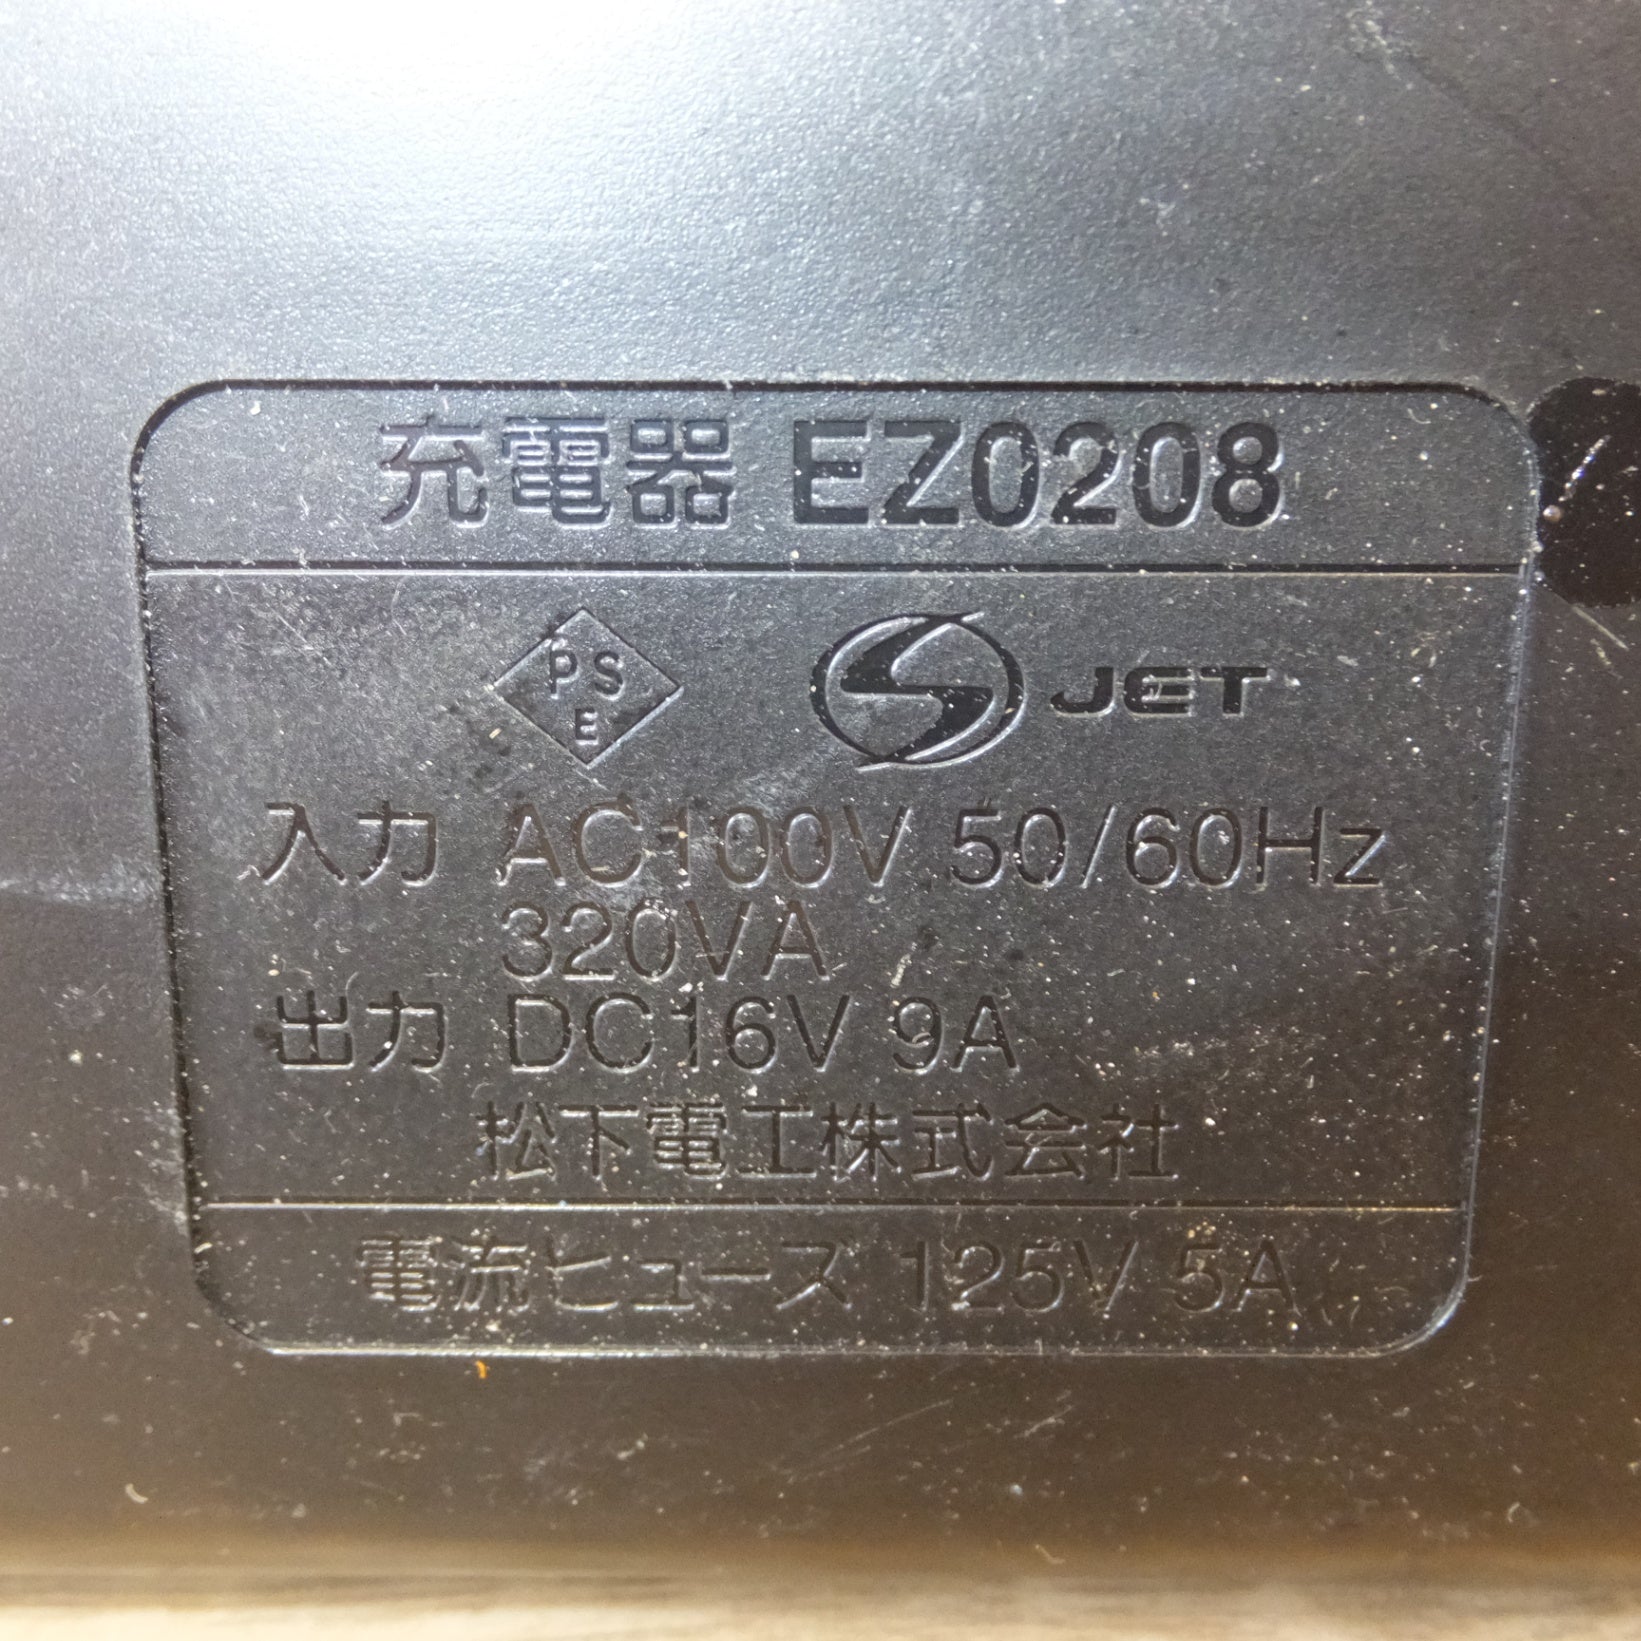 充電器 EZ0208
PS
E
S JET
入力 AC100V 50/60Hz
320VA
出力 DC16V 9A
松下電工株式会社
電流ヒューズ 125V 5A